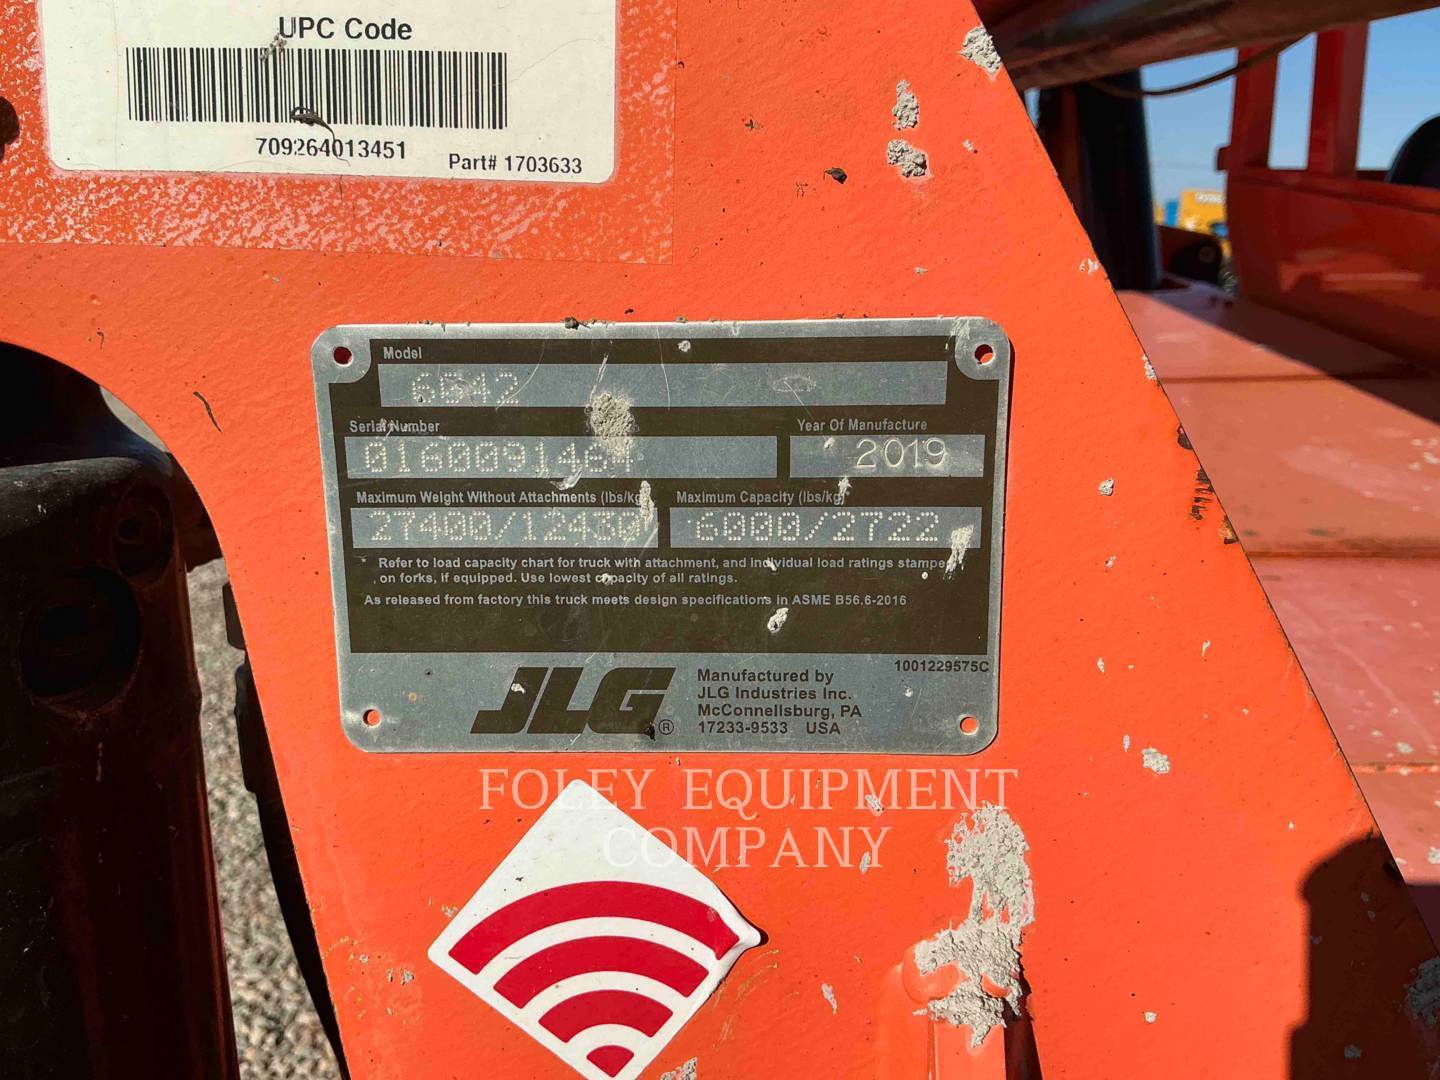 UPC Code
709264013451
Part# 1703633
Model
6042
Serial Number
Year Of Manufacture
0160091464
2019
Maximum Weight Without Attachments (lbs/kg)
Maximum Capacity (lbs/kg)*
27400/12430
6000/2722
* Refer to load capacity chart for truck with attachment, and individual load ratings stamped
on forks, if equipped. Use lowest capacity of all ratings.
As released from factory this truck meets design specifications in ASME B56.6-2016
1001229575C
JLG®
Manufactured by
JLG Industries Inc.
McConnellsburg, PA
17233-9533 USA
FOLEY EQUIPMENT
COMPANY